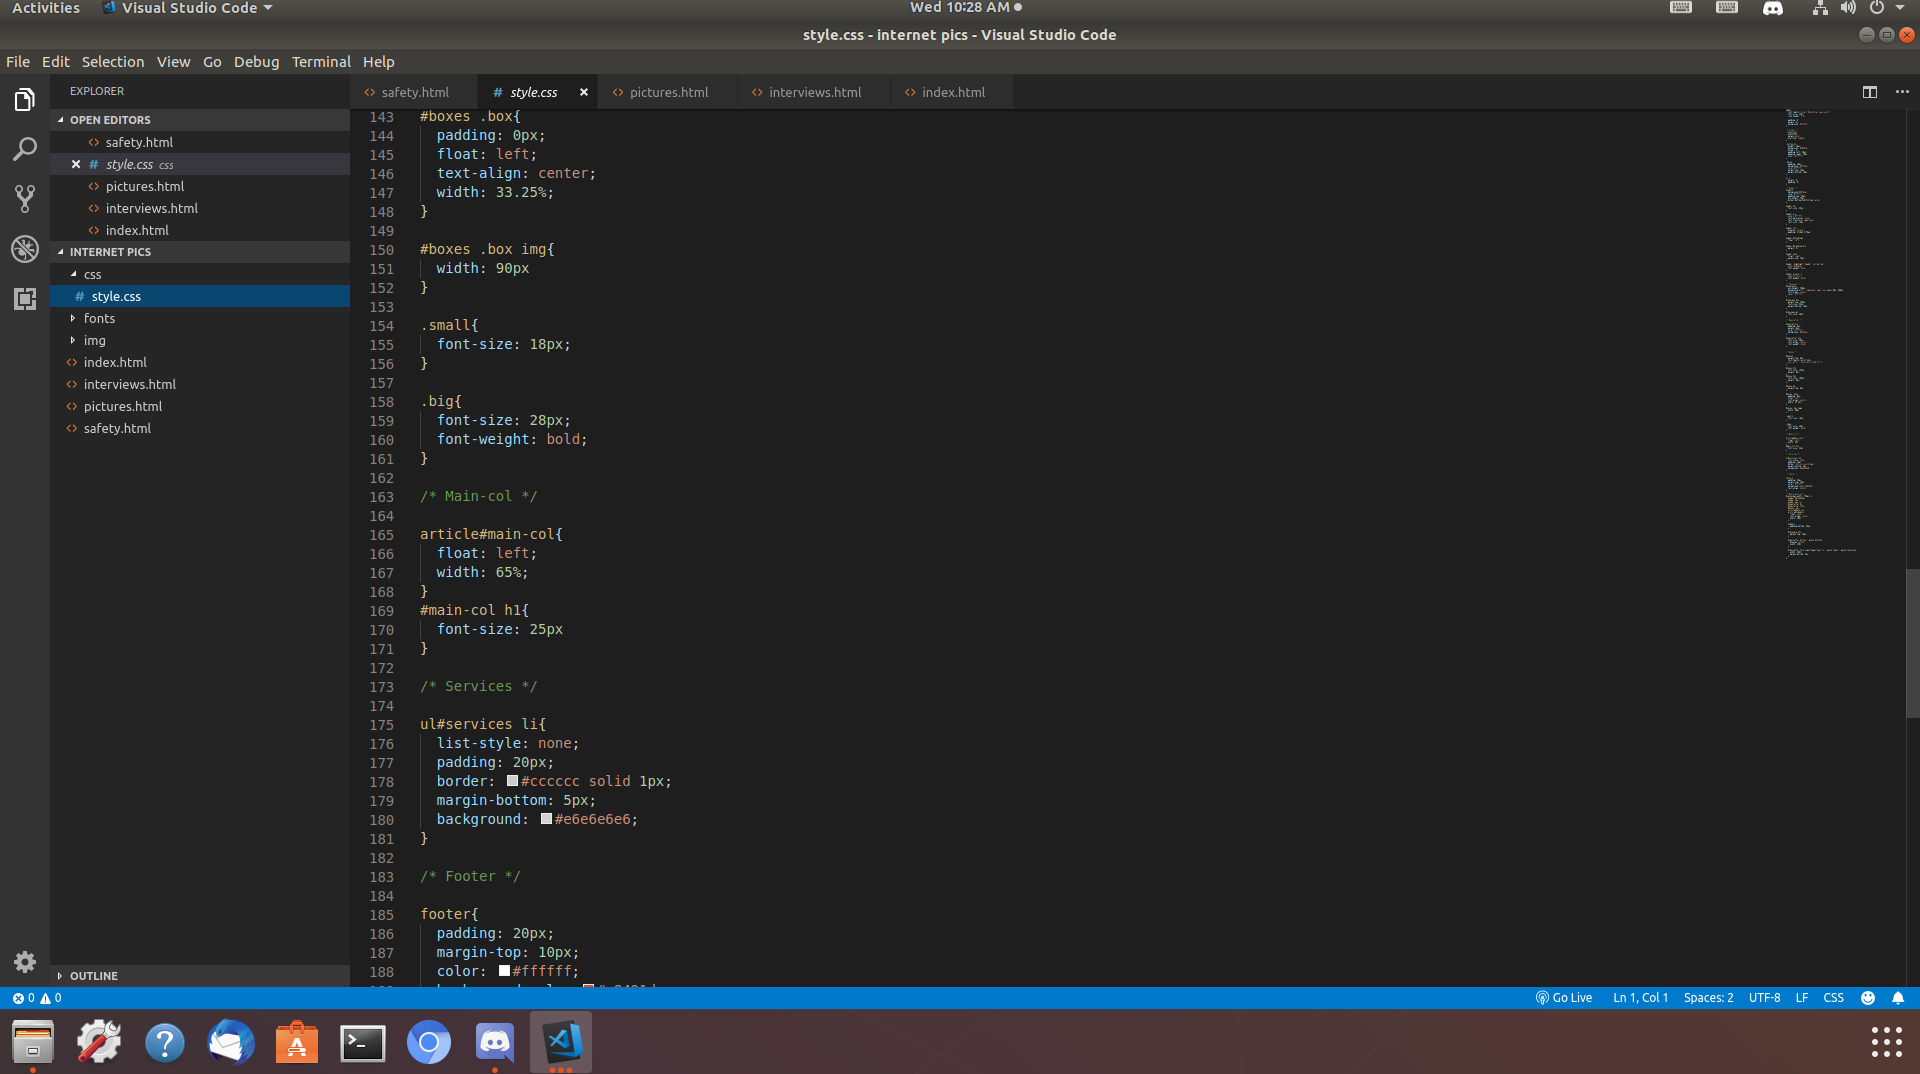 Activities Visual Studio Code Wed 10:28 AM
style.css - internet pics - Visual Studio Code
File Edit Selection View Go Debug Terminal Help
EXPLORER
OPEN EDITORS
safety.html
style.css css
pictures.html
interviews.html
index.html
INTERNET PICS
css
# style.css
fonts
img
index.html
interviews.html
pictures.html
safety.html
OUTLINE
safety.html # style.css pictures.html interviews.html index.html
143 #boxes .box{
144 padding: 0px;
145 float: left;
146 text-align: center;
147 width: 33.25%;
148 }
149
150 #boxes .box img{
151 width: 90px
152 }
153
154 .small{
155 font-size: 18px;
156 }
157
158 .big{
159 font-size: 28px;
160 font-weight: bold;
161 }
162
163 /* Main-col */
164
165 article#main-col{
166 float: left;
167 width: 65%;
168 }
169 #main-col h1{
170 font-size: 25px
171 }
172
173 /* Services */
174
175 ul#services li{
176 list-style: none;
177 padding: 20px;
178 border: #cccccc solid 1px;
179 margin-bottom: 5px;
180 background: #e6e6e6e6;
181 }
182
183 /* Footer */
184
185 footer{
186 padding: 20px;
187 margin-top: 10px;
188 color: #ffffff;
0 0 Go Live Ln 1, Col 1 Spaces: 2 UTF-8 LF CSS